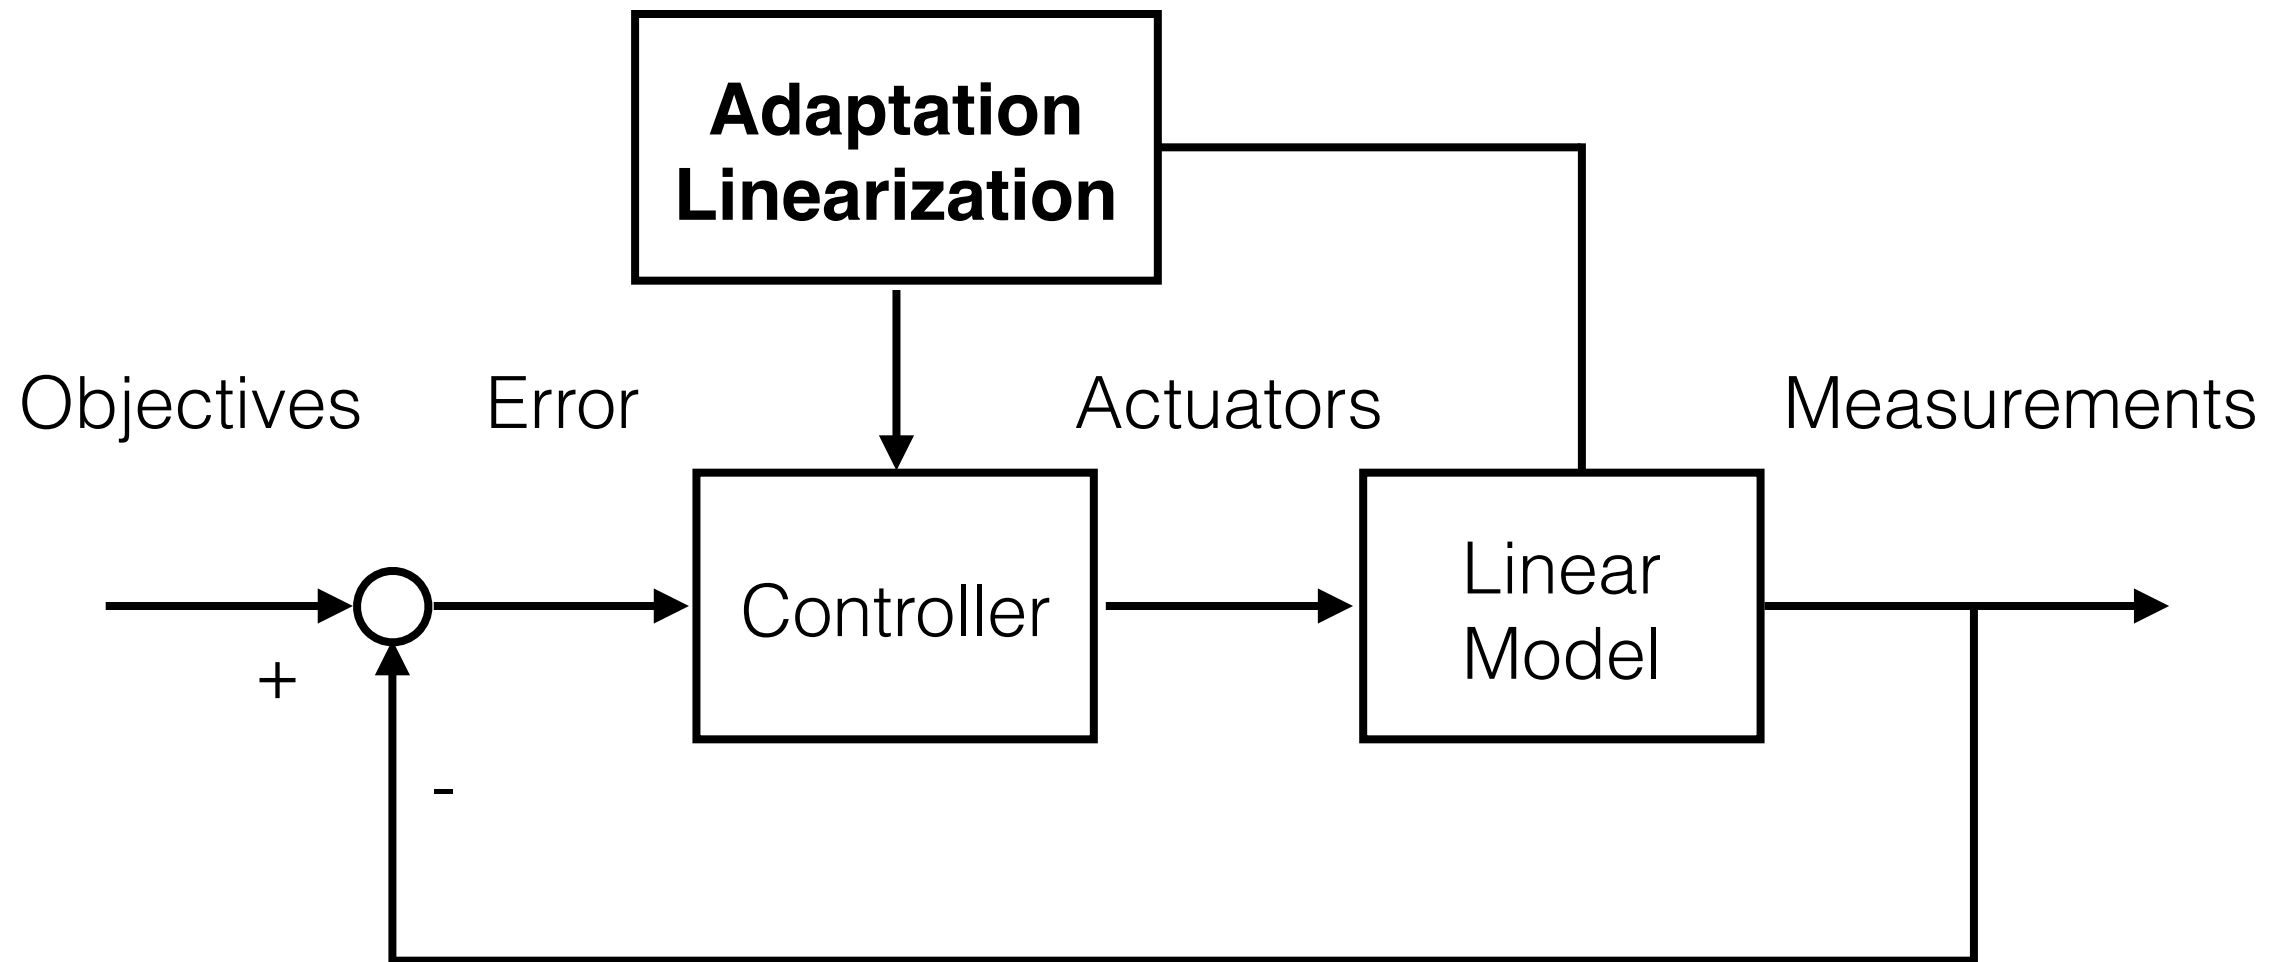 Adaptation
Linearization
Objectives
Error
Actuators
Measurements
Controller
Linear
Model
+
-